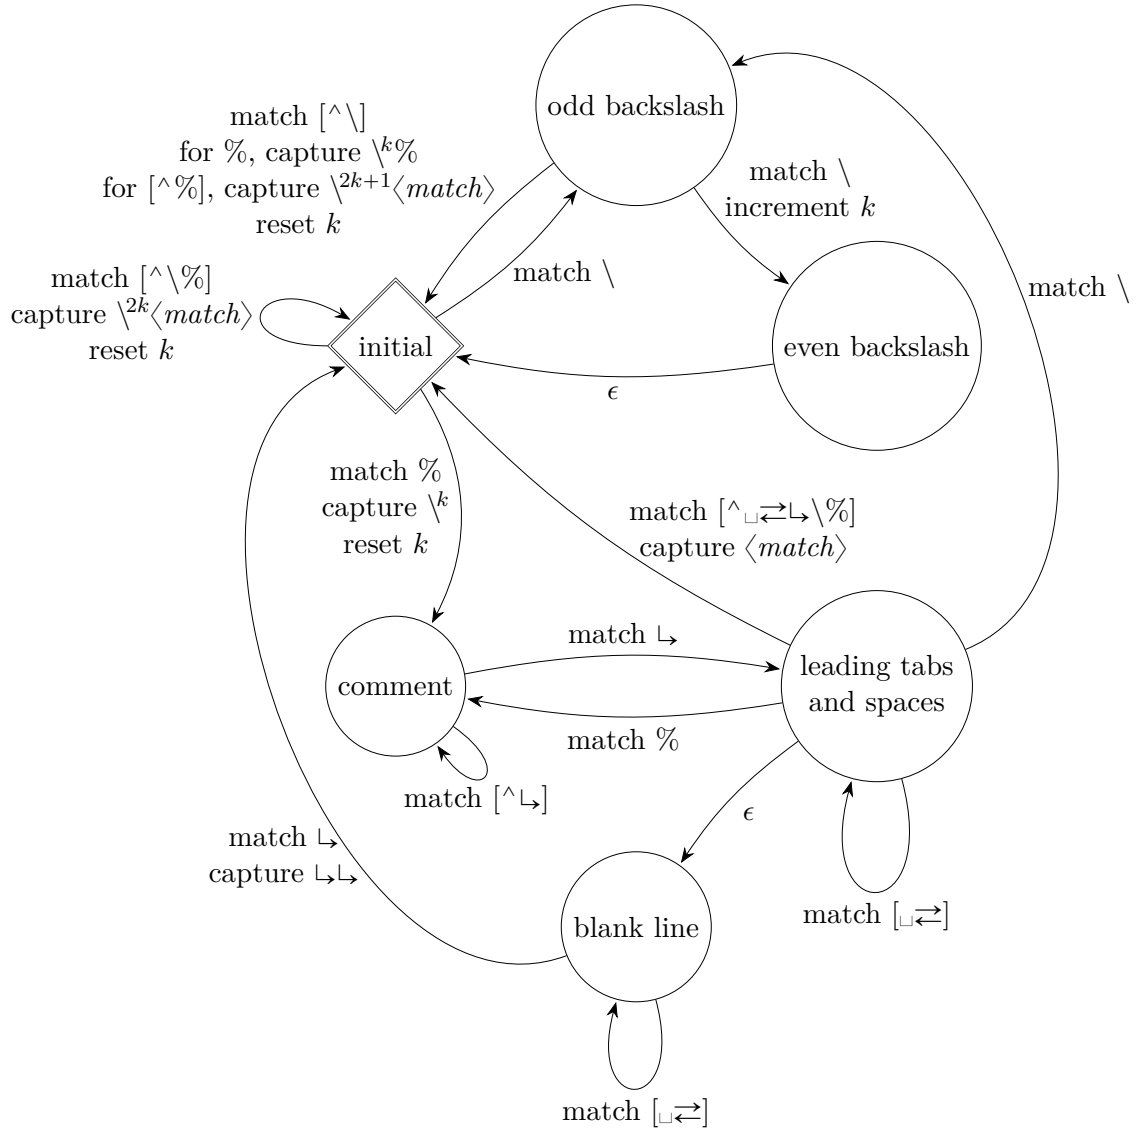 odd backslash
match [^\]
for %, capture \ᵏ%
for [^%], capture \²ᵏ⁺¹⟨match⟩
reset k
match \
increment k
match \
match \
match [^\%]
capture \²ᵏ⟨match⟩
reset k
initial
even backslash
ϵ
match %
capture \ᵏ
reset k
match [^␣⇄↳\%]
capture ⟨match⟩
match ↳
comment
leading tabs
and spaces
match %
match [^↳]
ϵ
match ↳
capture ↳↳
match [␣⇄]
blank line
match [␣⇄]